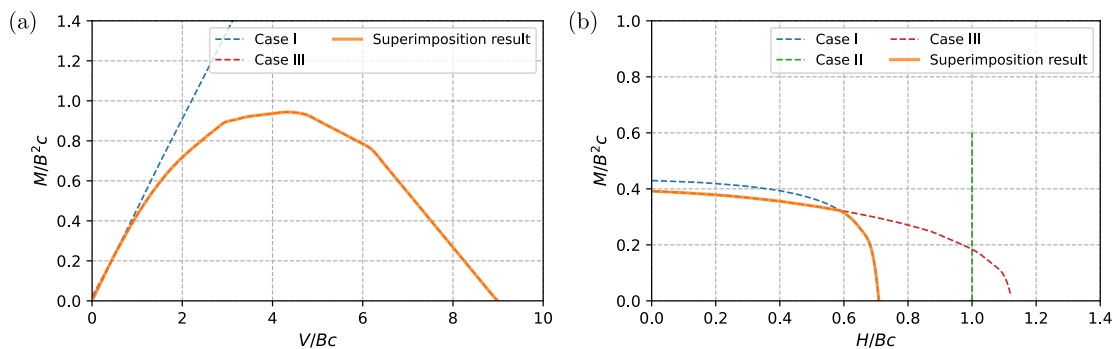 (a)
M/B²c
1.4
1.2
1.0
0.8
0.6
0.4
0.2
0.0
Case I
Case III
Superimposition result
0 2 4 6 8 10
V/Bc
(b)
M/B²c
1.0
0.8
0.6
0.4
0.2
0.0
Case I
Case II
Case III
Superimposition result
0.0 0.2 0.4 0.6 0.8 1.0 1.2 1.4
H/Bc